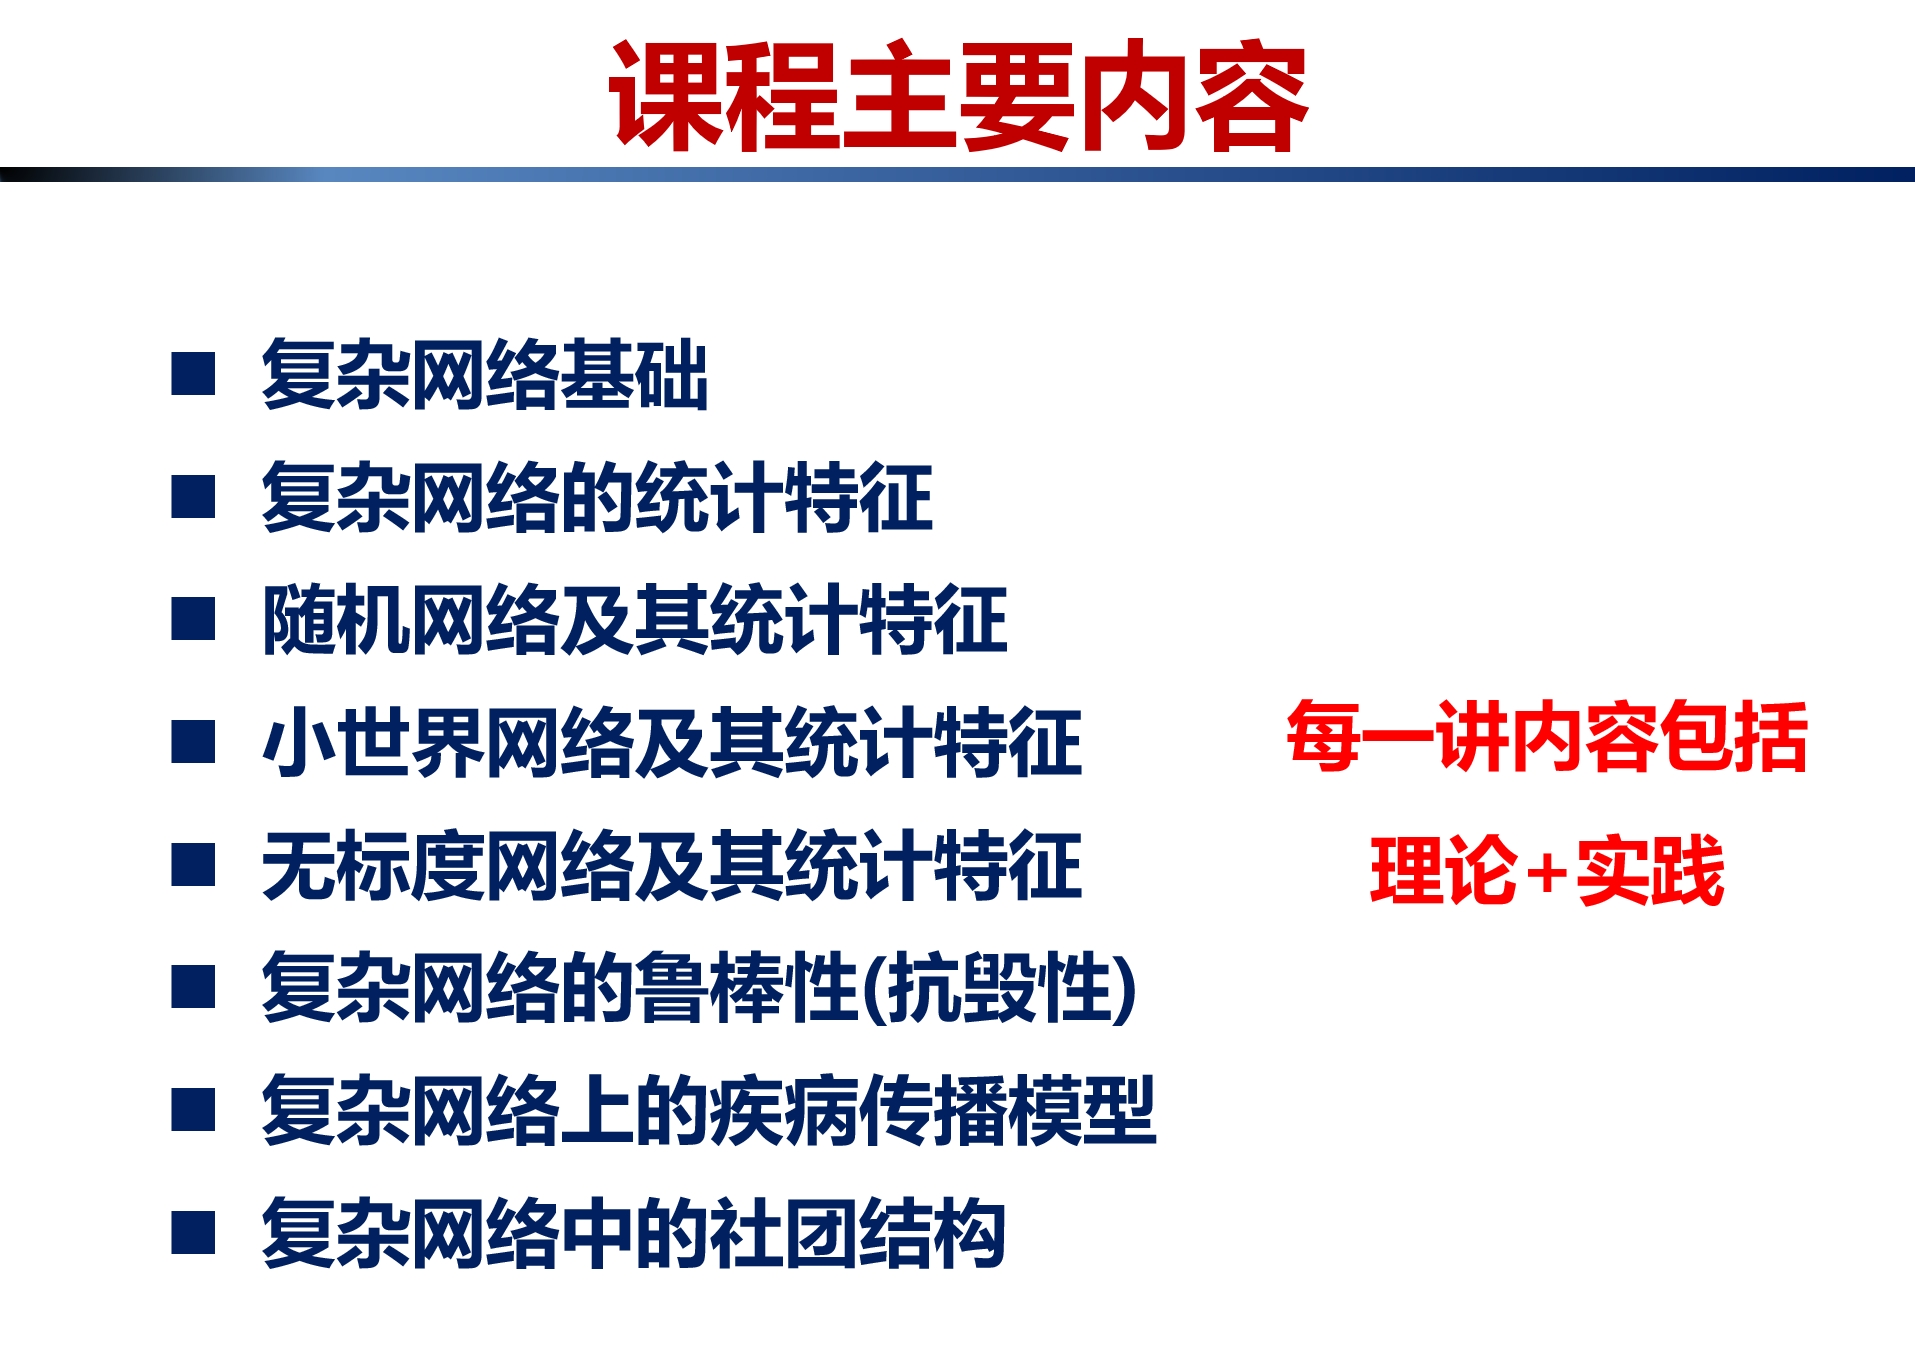 课程主要内容
■ 复杂网络基础
■ 复杂网络的统计特征
■ 随机网络及其统计特征
■ 小世界网络及其统计特征
■ 无标度网络及其统计特征
■ 复杂网络的鲁棒性(抗毁性)
■ 复杂网络上的疾病传播模型
■ 复杂网络中的社团结构
每一讲内容包括
理论+实践